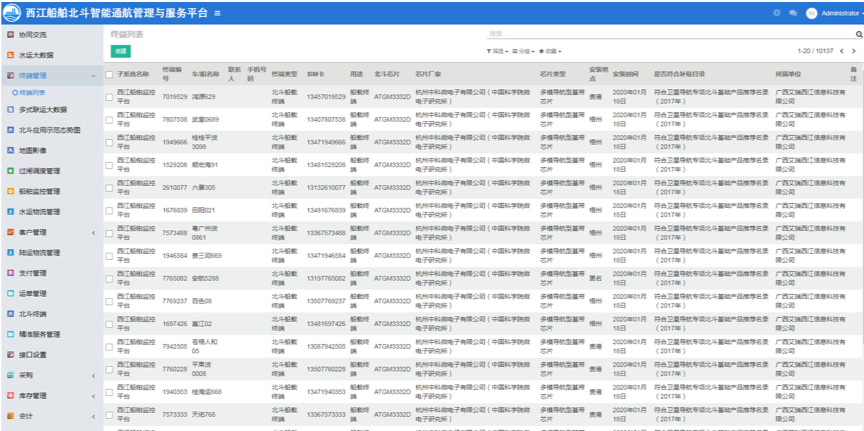 西江船舶北斗智能通航管理与服务平台
Administrator
协同交流
水运大数据
终端管理
终端列表
多式联运大数据
北斗应用示范态势图
地图影像
过闸调度管理
船舶监控管理
水运物流管理
客户管理
陆运物流管理
支付管理
运单管理
北斗终端
精准服务管理
接口设置
采购
库存管理
会计
终端列表
搜索...
创建
筛选 分组 收藏
1-20 / 10137
子系统名称 终端编号 车/船名称 联系人 手机号码 终端类型 SIM卡 用途 北斗芯片 芯片厂家 芯片类型 安装地点 安装时间 是否符合补贴目录 所属单位 备注
西江船舶监控平台 7019529 北斗船载终端 13457019529 船载终端 ATGM3332D 杭州中科微电子有限公司（中国科学院微电子研究所） 多模导航型基带芯片 贵港 2020年01月18日 符合卫星导航专项北斗基础产品推荐名录（2017年） 广西艾瑞西江信息科技有限公司
西江船舶监控平台 7807538 武宣0689 北斗船载终端 13407807538 船载终端 ATGM3332D 杭州中科微电子有限公司（中国科学院微电子研究所） 多模导航型基带芯片 梧州 2020年01月18日 符合卫星导航专项北斗基础产品推荐名录（2017年） 广西艾瑞西江信息科技有限公司
西江船舶监控平台 1949666 桂桂平货3098 北斗船载终端 13471949666 船载终端 ATGM3332D 杭州中科微电子有限公司（中国科学院微电子研究所） 多模导航型基带芯片 梧州 2020年01月18日 符合卫星导航专项北斗基础产品推荐名录（2017年） 广西艾瑞西江信息科技有限公司
西江船舶监控平台 1529208 顺宏海91 北斗船载终端 13481529208 船载终端 ATGM3332D 杭州中科微电子有限公司（中国科学院微电子研究所） 多模导航型基带芯片 梧州 2020年01月18日 符合卫星导航专项北斗基础产品推荐名录（2017年） 广西艾瑞西江信息科技有限公司
西江船舶监控平台 2610077 六景305 北斗船载终端 13132610077 船载终端 ATGM3332D 杭州中科微电子有限公司（中国科学院微电子研究所） 多模导航型基带芯片 梧州 2020年01月18日 符合卫星导航专项北斗基础产品推荐名录（2017年） 广西艾瑞西江信息科技有限公司
西江船舶监控平台 1676839 田阳021 北斗船载终端 13481676839 船载终端 ATGM3332D 杭州中科微电子有限公司（中国科学院微电子研究所） 多模导航型基带芯片 梧州 2020年01月18日 符合卫星导航专项北斗基础产品推荐名录（2017年） 广西艾瑞西江信息科技有限公司
西江船舶监控平台 7573488 粤广州货0861 北斗船载终端 13367573488 船载终端 ATGM3332D 杭州中科微电子有限公司（中国科学院微电子研究所） 多模导航型基带芯片 梧州 2020年01月18日 符合卫星导航专项北斗基础产品推荐名录（2017年） 广西艾瑞西江信息科技有限公司
西江船舶监控平台 1946584 贵三司669 北斗船载终端 13471946584 船载终端 ATGM3332D 杭州中科微电子有限公司（中国科学院微电子研究所） 多模导航型基带芯片 梧州 2020年01月18日 符合卫星导航专项北斗基础产品推荐名录（2017年） 广西艾瑞西江信息科技有限公司
西江船舶监控平台 7765082 安航5288 北斗船载终端 13197765082 船载终端 ATGM3332D 杭州中科微电子有限公司（中国科学院微电子研究所） 多模导航型基带芯片 2020年01月18日 符合卫星导航专项北斗基础产品推荐名录（2017年） 广西艾瑞西江信息科技有限公司
西江船舶监控平台 7769237 百色08 北斗船载终端 13507769237 船载终端 ATGM3332D 杭州中科微电子有限公司（中国科学院微电子研究所） 多模导航型基带芯片 梧州 2020年01月18日 符合卫星导航专项北斗基础产品推荐名录（2017年） 广西艾瑞西江信息科技有限公司
西江船舶监控平台 1697426 富江02 北斗船载终端 13481697426 船载终端 ATGM3332D 杭州中科微电子有限公司（中国科学院微电子研究所） 多模导航型基带芯片 梧州 2020年01月18日 符合卫星导航专项北斗基础产品推荐名录（2017年） 广西艾瑞西江信息科技有限公司
西江船舶监控平台 7942505 苍梧人和05 北斗船载终端 13087942505 船载终端 ATGM3332D 杭州中科微电子有限公司（中国科学院微电子研究所） 多模导航型基带芯片 贵港 2020年01月18日 符合卫星导航专项北斗基础产品推荐名录（2017年） 广西艾瑞西江信息科技有限公司
西江船舶监控平台 7760228 平果货0008 北斗船载终端 13507760228 船载终端 ATGM3332D 杭州中科微电子有限公司（中国科学院微电子研究所） 多模导航型基带芯片 贵港 2020年01月18日 符合卫星导航专项北斗基础产品推荐名录（2017年） 广西艾瑞西江信息科技有限公司
西江船舶监控平台 1940353 桂海运668 北斗船载终端 13471940353 船载终端 ATGM3332D 杭州中科微电子有限公司（中国科学院微电子研究所） 多模导航型基带芯片 贵港 2020年01月18日 符合卫星导航专项北斗基础产品推荐名录（2017年） 广西艾瑞西江信息科技有限公司
西江船舶监控平台 7573333 天佑768 北斗船载终端 13367573333 船载终端 ATGM3332D 杭州中科微电子有限公司（中国科学院微电子研究所） 多模导航型基带芯片 贵港 2020年01月18日 符合卫星导航专项北斗基础产品推荐名录（2017年） 广西艾瑞西江信息科技有限公司